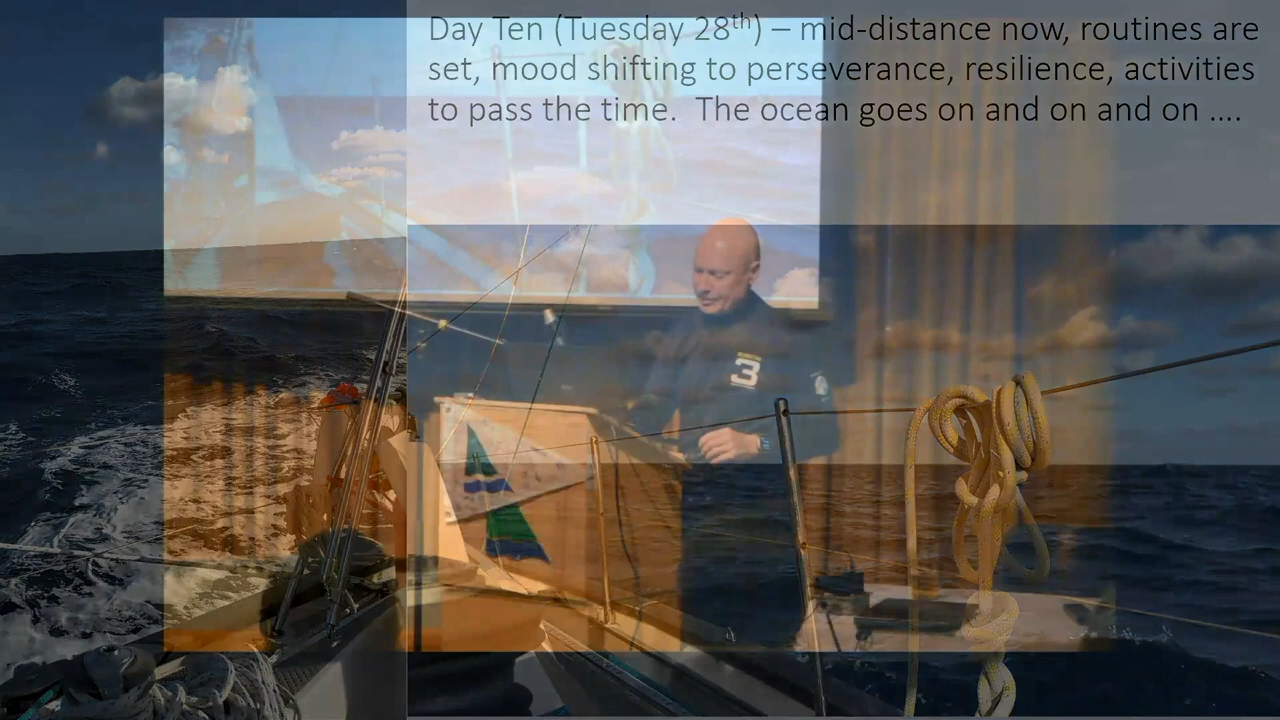 Day Ten (Tuesday 28th) – mid-distance now, routines are
set, mood shifting to perseverance, resilience, activities
to pass the time.  The ocean goes on and on and on ....
3